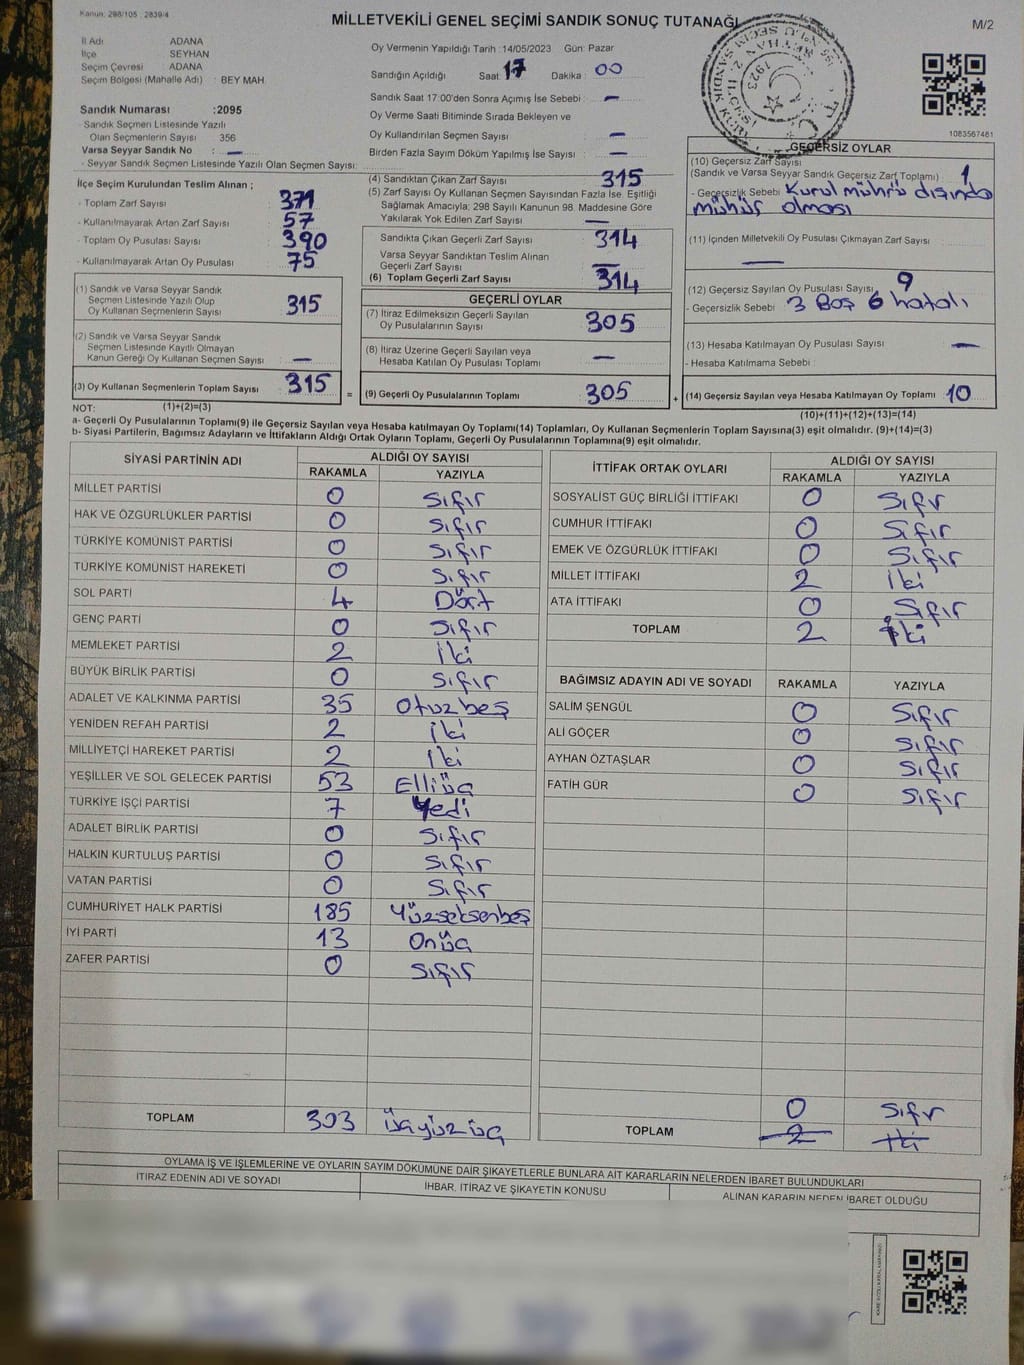 Kanun: 298/105 2839/4
MİLLETVEKİLİ GENEL SEÇİMİ SANDIK SONUÇ TUTANAĞI
M/2
İl Adı ADANA
İlçe SEYHAN
Seçim Çevresi ADANA
Seçim Bölgesi (Mahalle Adı) : BEY MAH.
Sandık Numarası :2095
- Sandık Seçmen Listesinde Yazılı
Olan Seçmenlerin Sayısı 356
Varsa Seyyar Sandık No : —
- Seyyar Sandık Seçmen Listesinde Yazılı Olan Seçmen Sayısı:
Oy Vermenin Yapıldığı Tarih :14/05/2023 Gün: Pazar
Sandığın Açıldığı Saat: 17 Dakika : 00
Sandık Saat 17:00'den Sonra Açımış İse Sebebi : —
Oy Verme Saati Bitiminde Sırada Bekleyen ve
Oy Kullandırılan Seçmen Sayısı : —
Birden Fazla Sayım Döküm Yapılmış İse Sayısı : —
1083567461
İlçe Seçim Kurulundan Teslim Alınan ;
- Toplam Zarf Sayısı : 371
- Kullanılmayarak Artan Zarf Sayısı : 57
- Toplam Oy Pusulası Sayısı : 390
- Kullanılmayarak Artan Oy Pusulası : 75
(1) Sandık ve Varsa Seyyar Sandık
Seçmen Listesinde Yazılı Olup
Oy Kullanan Seçmenlerin Sayısı : 315
(2) Sandık ve Varsa Seyyar Sandık
Seçmen Listesinde Kayıtlı Olmayan
Kanun Gereği Oy Kullanan Seçmen Sayısı : —
(3) Oy Kullanan Seçmenlerin Toplam Sayısı : 315
(4) Sandıktan Çıkan Zarf Sayısı : 315
(5) Zarf Sayısı Oy Kullanan Seçmen Sayısından Fazla İse, Eşitliği
Sağlamak Amacıyla; 298 Sayılı Kanunun 98. Maddesine Göre
Yakılarak Yok Edilen Zarf Sayısı : —
Sandıkta Çıkan Geçerli Zarf Sayısı : 314
Varsa Seyyar Sandıktan Teslim Alınan
Geçerli Zarf Sayısı : —
(6) Toplam Geçerli Zarf Sayısı : 314
GEÇERLİ OYLAR
(7) İtiraz Edilmeksizin Geçerli Sayılan
Oy Pusulalarının Sayısı : 305
(8) İtiraz Üzerine Geçerli Sayılan veya
Hesaba Katılan Oy Pusulası Toplamı : —
(9) Geçerli Oy Pusulalarının Toplamı : 305
GEÇERSİZ OYLAR
(10) Geçersiz Zarf Sayısı
(Sandık ve Varsa Seyyar Sandık Geçersiz Zarf Toplamı) : 1
- Geçersizlik Sebebi : Kurul mührü dışında
mühür olması
(11) İçinden Milletvekili Oy Pusulası Çıkmayan Zarf Sayısı :
—
(12) Geçersiz Sayılan Oy Pusulası Sayısı : 9
- Geçersizlik Sebebi : 3 Boş 6 hatalı
(13) Hesaba Katılmayan Oy Pusulası Sayısı : —
- Hesaba Katılmama Sebebi :
(14) Geçersiz Sayılan veya Hesaba Katılmayan Oy Toplamı : 10
NOT: (1)+(2)=(3)
(10)+(11)+(12)+(13)=(14)
a- Geçerli Oy Pusulalarının Toplamı(9) ile Geçersiz Sayılan veya Hesaba katılmayan Oy Toplamı(14) Toplamları, Oy Kullanan Seçmenlerin Toplam Sayısına(3) eşit olmalıdır. (9)+(14)=(3)
b- Siyasi Partilerin, Bağımsız Adayların ve İttifakların Aldığı Ortak Oyların Toplamı, Geçerli Oy Pusulalarının Toplamına(9) eşit olmalıdır.
SİYASİ PARTİNİN ADI ALDIĞI OY SAYISI
RAKAMLA YAZIYLA
MİLLET PARTİSİ 0 Sıfır
HAK VE ÖZGÜRLÜKLER PARTİSİ 0 Sıfır
TÜRKİYE KOMÜNİST PARTİSİ 0 Sıfır
TÜRKİYE KOMÜNİST HAREKETİ 0 Sıfır
SOL PARTİ 4 Dört
GENÇ PARTİ 0 Sıfır
MEMLEKET PARTİSİ 2 İki
BÜYÜK BİRLİK PARTİSİ 0 Sıfır
ADALET VE KALKINMA PARTİSİ 35 Otuzbeş
YENİDEN REFAH PARTİSİ 2 İki
MİLLİYETÇİ HAREKET PARTİSİ 2 İki
YEŞİLLER VE SOL GELECEK PARTİSİ 53 Elliüç
TÜRKİYE İŞÇİ PARTİSİ 7 Yedi
ADALET BİRLİK PARTİSİ 0 Sıfır
HALKIN KURTULUŞ PARTİSİ 0 Sıfır
VATAN PARTİSİ 0 Sıfır
CUMHURİYET HALK PARTİSİ 185 Yüzseksenbeş
İYİ PARTİ 13 Onüç
ZAFER PARTİSİ 0 Sıfır
TOPLAM 303 Üçyüzüç
İTTİFAK ORTAK OYLARI ALDIĞI OY SAYISI
RAKAMLA YAZIYLA
SOSYALİST GÜÇ BİRLİĞİ İTTİFAKI 0 Sıfır
CUMHUR İTTİFAKI 0 Sıfır
EMEK VE ÖZGÜRLÜK İTTİFAKI 0 Sıfır
MİLLET İTTİFAKI 2 İki
ATA İTTİFAKI 0 Sıfır
TOPLAM 2 İki
BAĞIMSIZ ADAYIN ADI VE SOYADI RAKAMLA YAZIYLA
SALİM ŞENGÜL 0 Sıfır
ALİ GÖÇER 0 Sıfır
AYHAN ÖZTAŞLAR 0 Sıfır
FATİH GÜR 0 Sıfır
0 Sıfır
TOPLAM 2 İki
OYLAMA İŞ VE İŞLEMLERİNE VE OYLARIN SAYIM DÖKÜMÜNE DAİR ŞİKAYETLERLE BUNLARA AİT KARARLARIN NELERDEN İBARET BULUNDUKLARI
İTİRAZ EDENİN ADI VE SOYADI İHBAR, İTİRAZ VE ŞİKAYETİN KONUSU ALINAN KARARIN NEDEN İBARET OLDUĞU